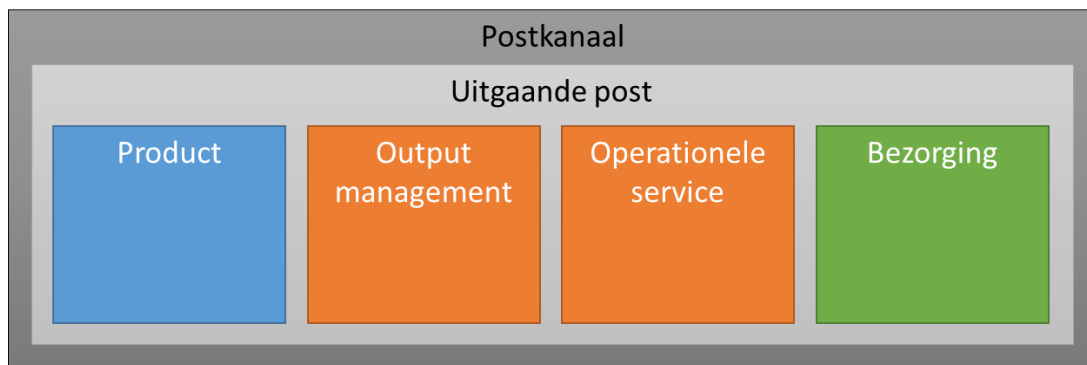 Postkanaal
Uitgaande post
Product
Output
management
Operationele
service
Bezorging